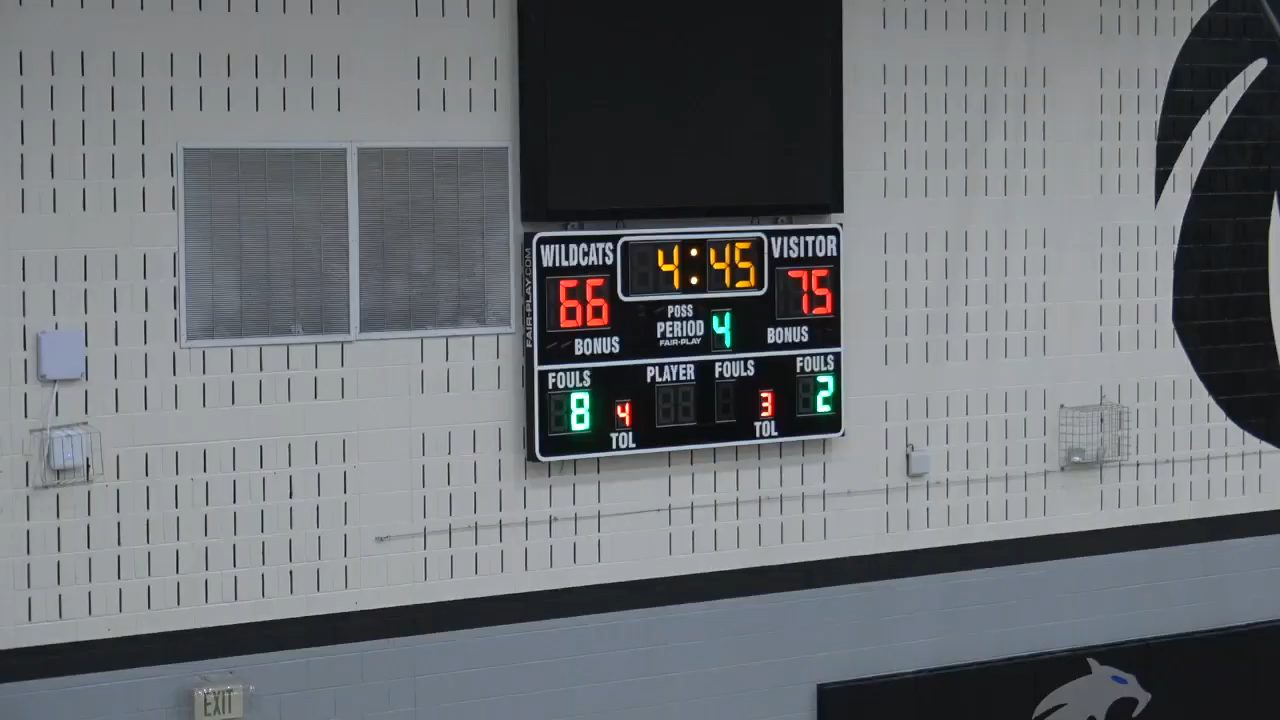 WILDCATS 4:45 VISITOR
66 75
POSS
PERIOD 4
FAIR-PLAY
BONUS BONUS
FOULS PLAYER FOULS FOULS
8 4 3 2
TOL TOL
FAIR-PLAY.COM
EXIT